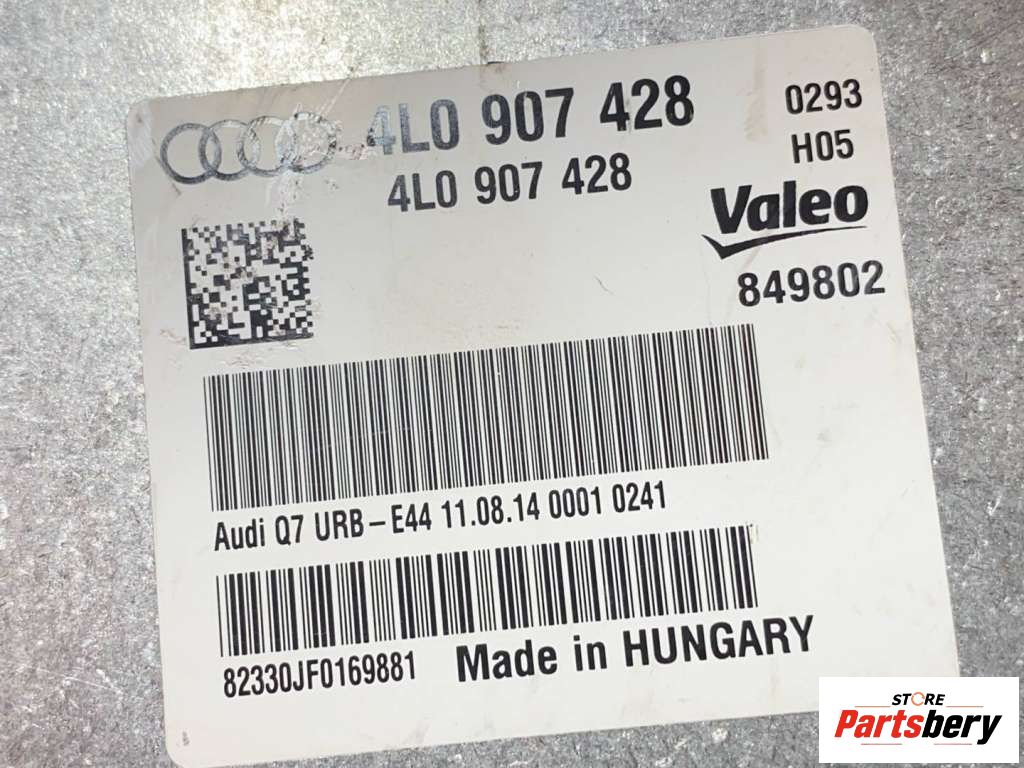 4L0 907 428
4L0 907 428
0293
H05
Valeo
849802
Audi Q7 URB-E44 11.08.14 0001 0241
82330JF0169881
Made in HUNGARY
STORE
Partsbery